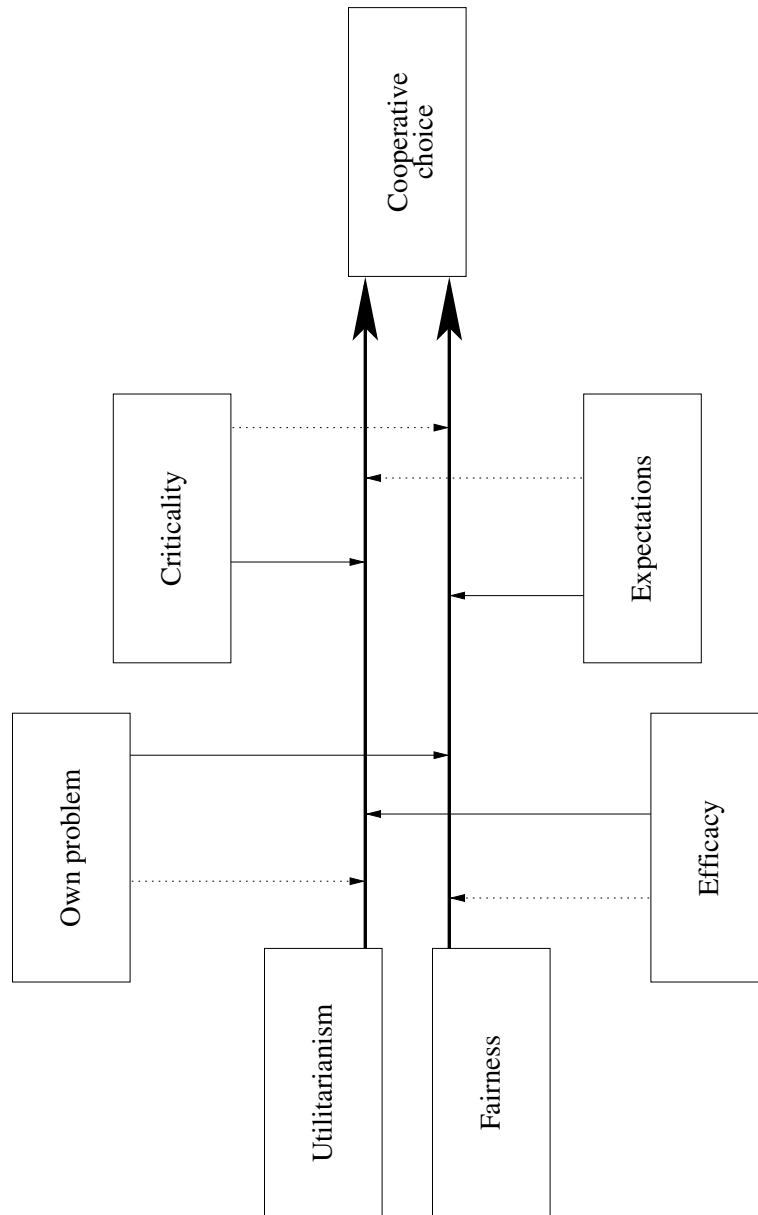 Cooperative
choice
Criticality
Expectations
Own problem
Efficacy
Utilitarianism
Fairness